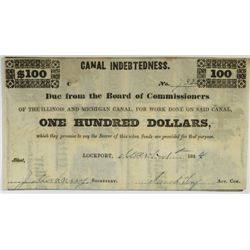 CANAL INDEBTEDNESS.
$100 100
No.
Due from the Board of Commissioners
OF THE ILLINOIS AND MICHIGAN CANAL, FOR WORK DONE ON SAID CANAL,
ONE HUNDRED DOLLARS,
which they promise to pay the Bearer of this when Funds are provided for that purpose.
LOCKPORT, 184
Attest,
SECRETARY. Act. Com.